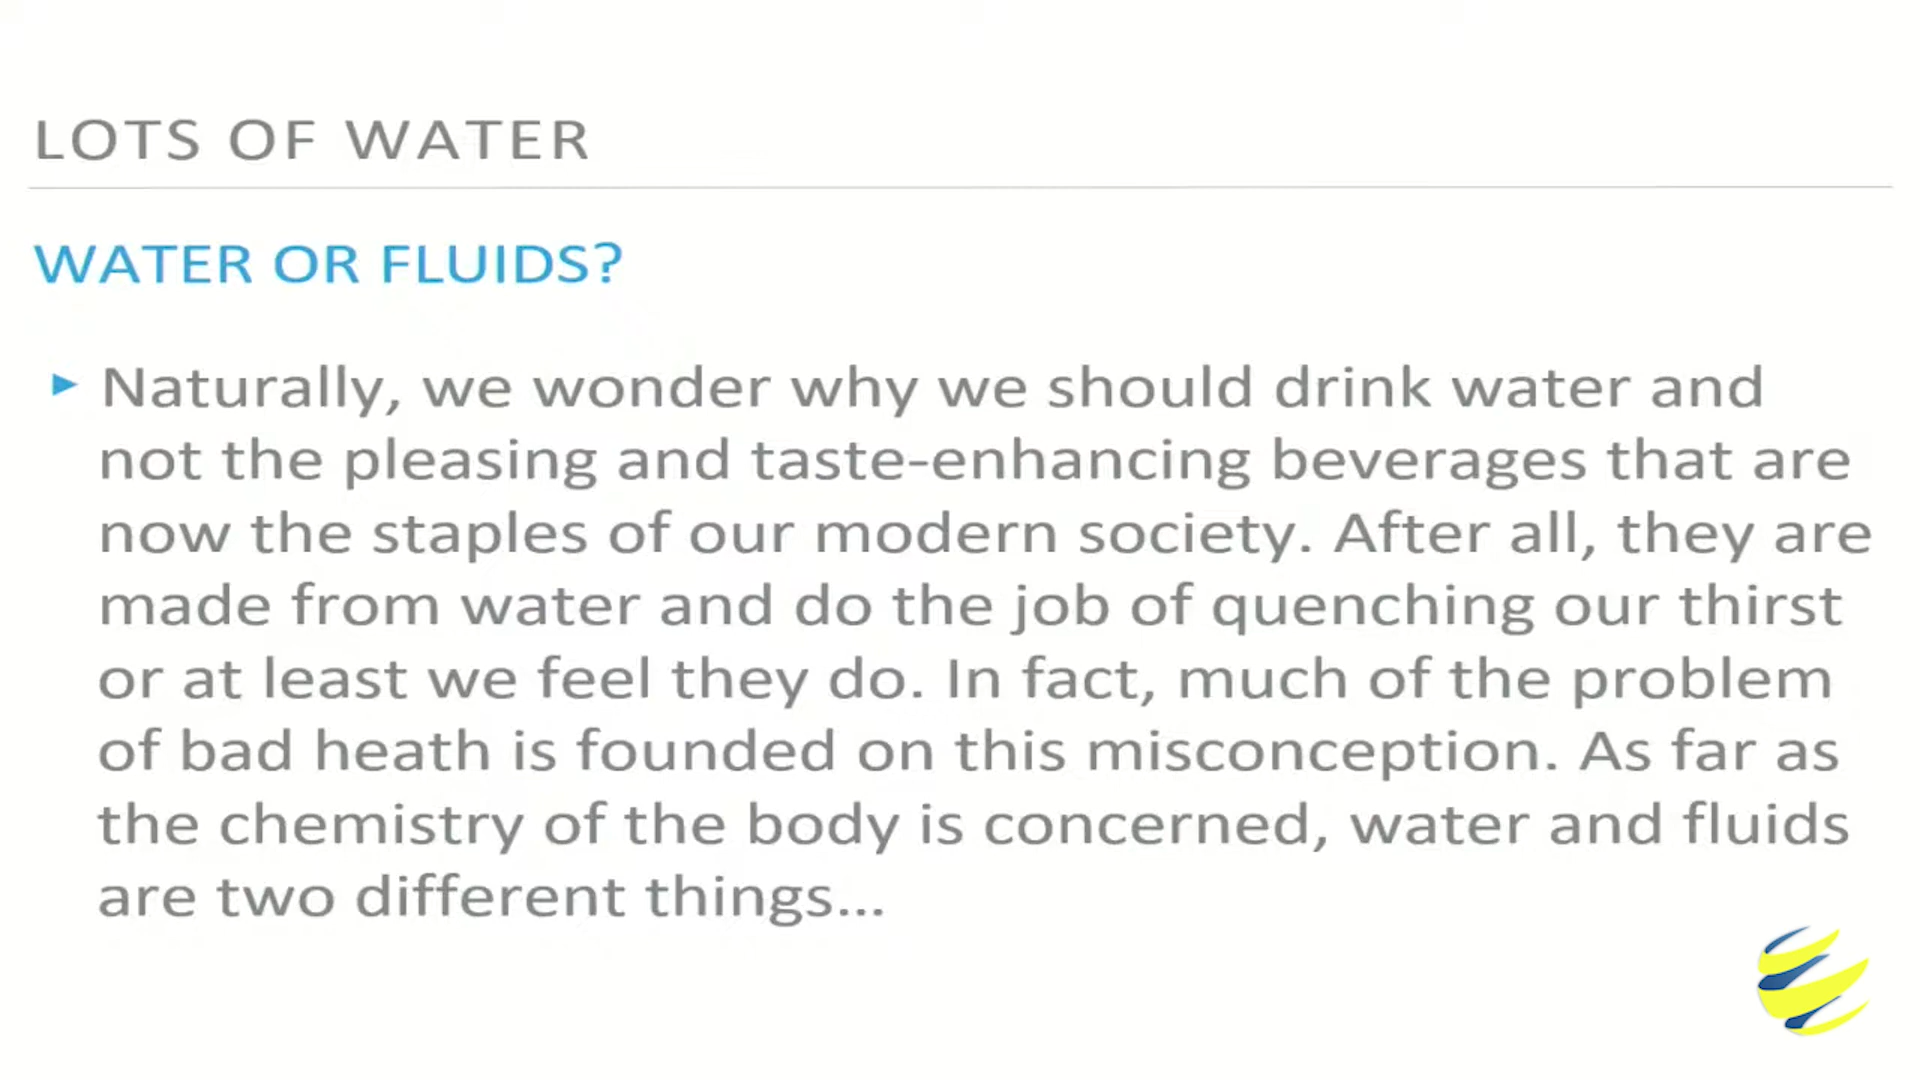 LOTS OF WATER
WATER OR FLUIDS?
Naturally, we wonder why we should drink water and
not the pleasing and taste-enhancing beverages that are
now the staples of our modern society. After all, they are
made from water and do the job of quenching our thirst
or at least we feel they do. In fact, much of the problem
of bad heath is founded on this misconception. As far as
the chemistry of the body is concerned, water and fluids
are two different things...